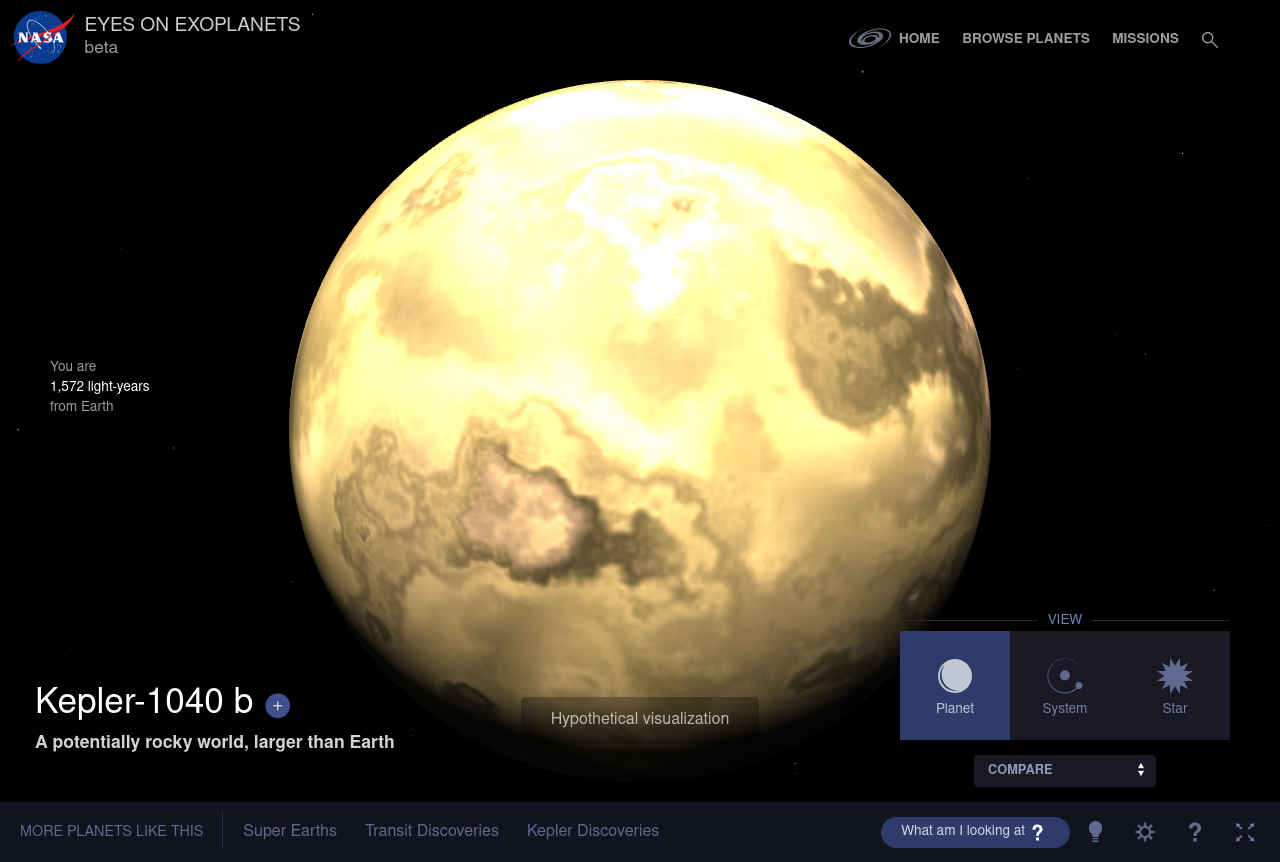 NASA
EYES ON EXOPLANETS
beta
HOME
BROWSE PLANETS
MISSIONS
You are
1,572 light-years
from Earth
VIEW
Planet
System
Star
Kepler-1040 b +
A potentially rocky world, larger than Earth
Hypothetical visualization
COMPARE
MORE PLANETS LIKE THIS
Super Earths
Transit Discoveries
Kepler Discoveries
What am I looking at ?
?